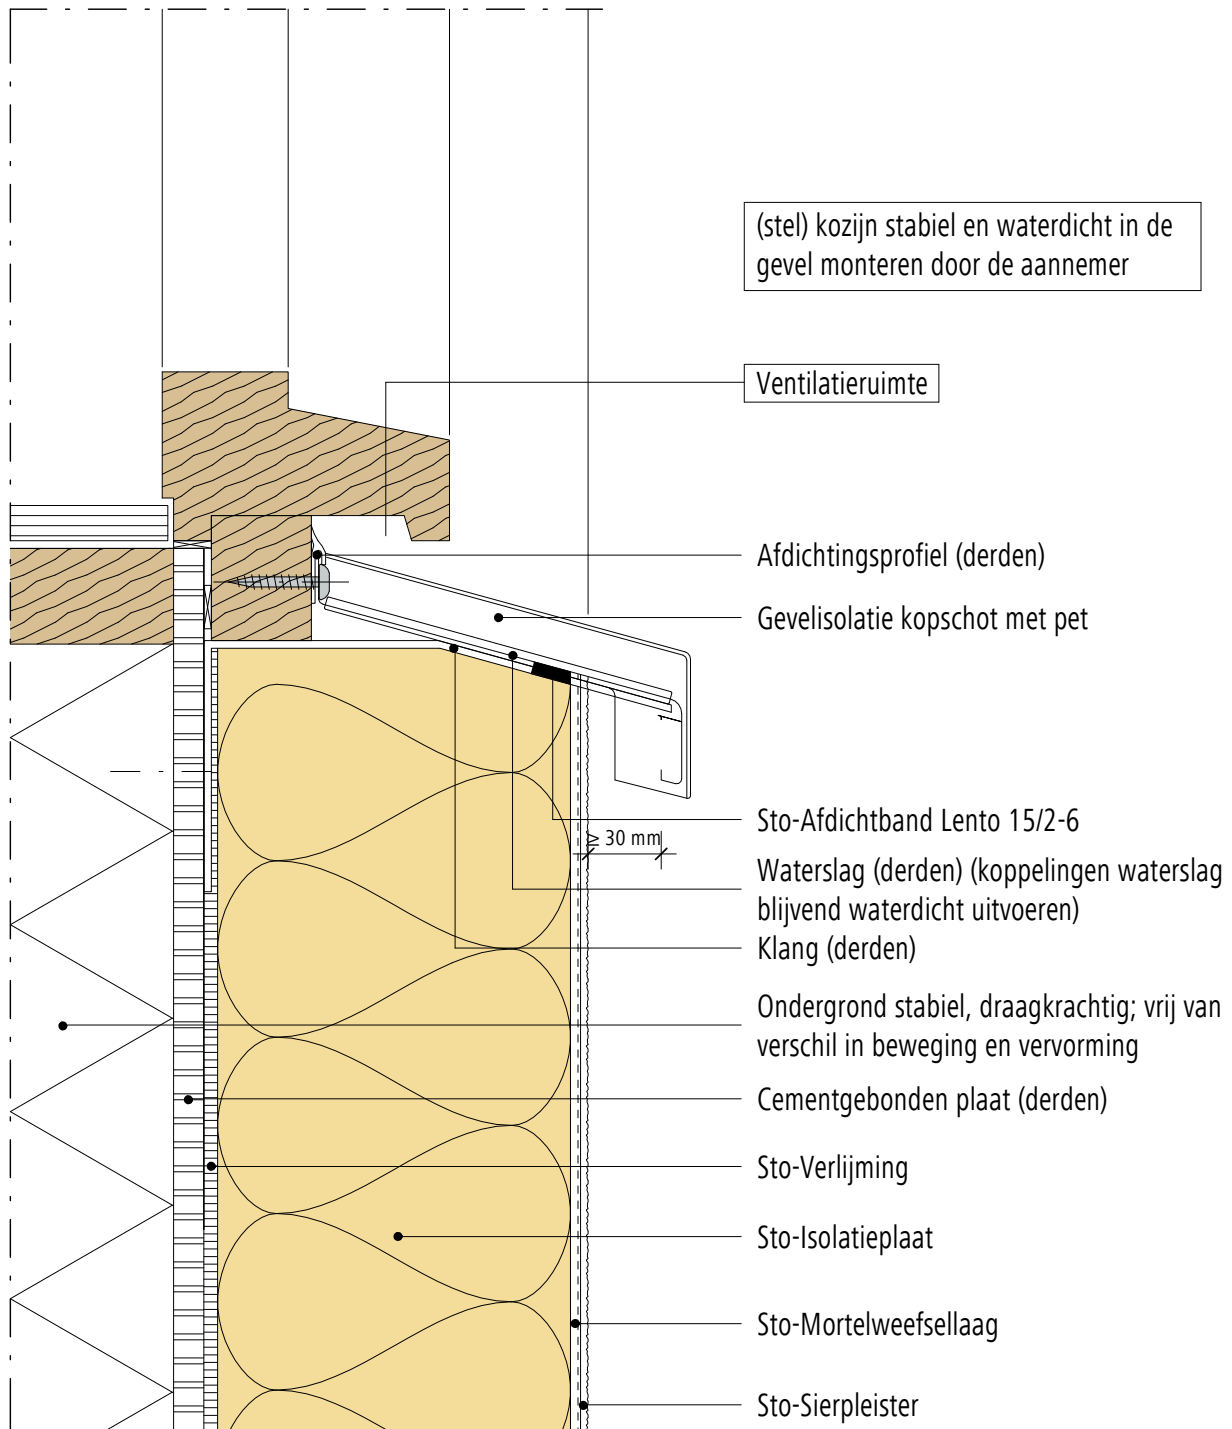 (stel) kozijn stabiel en waterdicht in de
gevel monteren door de aannemer
Ventilatieruimte
Afdichtingsprofiel (derden)
Gevelisolatie kopschot met pet
Sto-Afdichtband Lento 15/2-6
≥ 30 mm
Waterslag (derden) (koppelingen waterslag
blijvend waterdicht uitvoeren)
Klang (derden)
Ondergrond stabiel, draagkrachtig; vrij van
verschil in beweging en vervorming
Cementgebonden plaat (derden)
Sto-Verlijming
Sto-Isolatieplaat
Sto-Mortelweefsellaag
Sto-Sierpleister